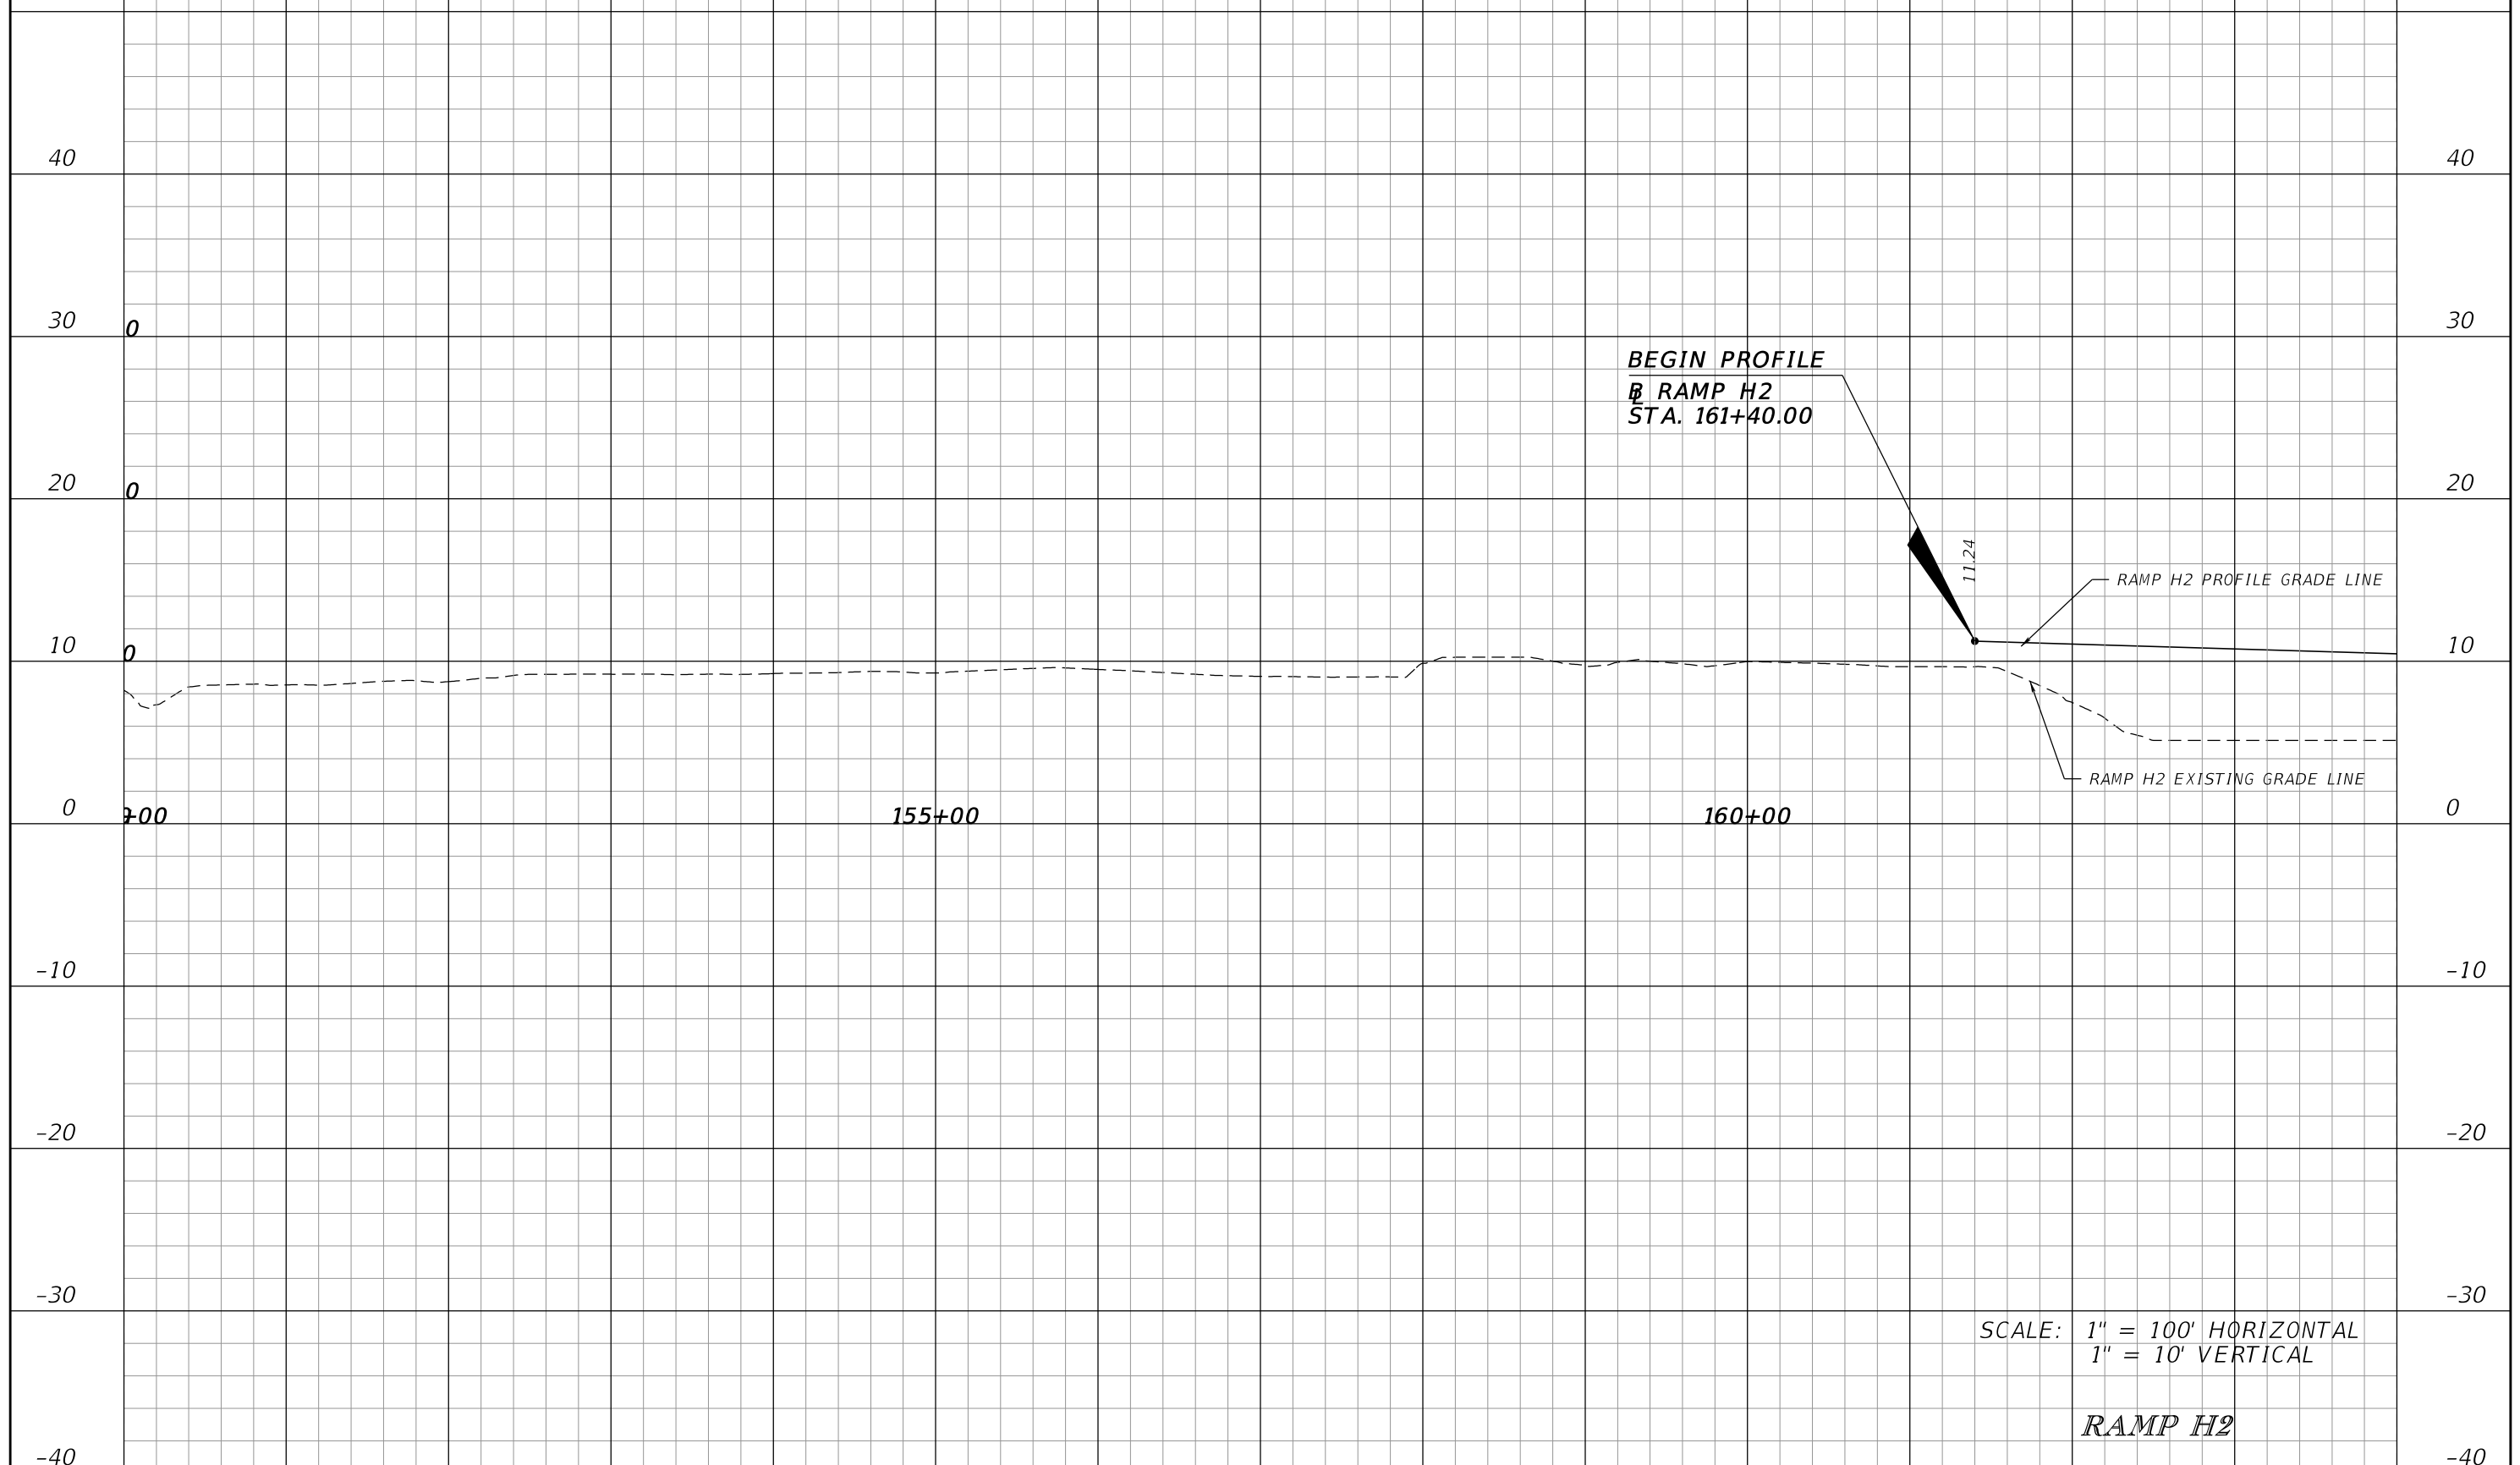 40 40
30 0 30
BEGIN PROFILE
BL RAMP H2
STA. 161+40.00
20 0 20
11.24
RAMP H2 PROFILE GRADE LINE
10 0 10
RAMP H2 EXISTING GRADE LINE
0 +00 155+00 160+00 0
-10 -10
-20 -20
-30 -30
SCALE: 1" = 100' HORIZONTAL
1" = 10' VERTICAL
RAMP H2
-40 -40